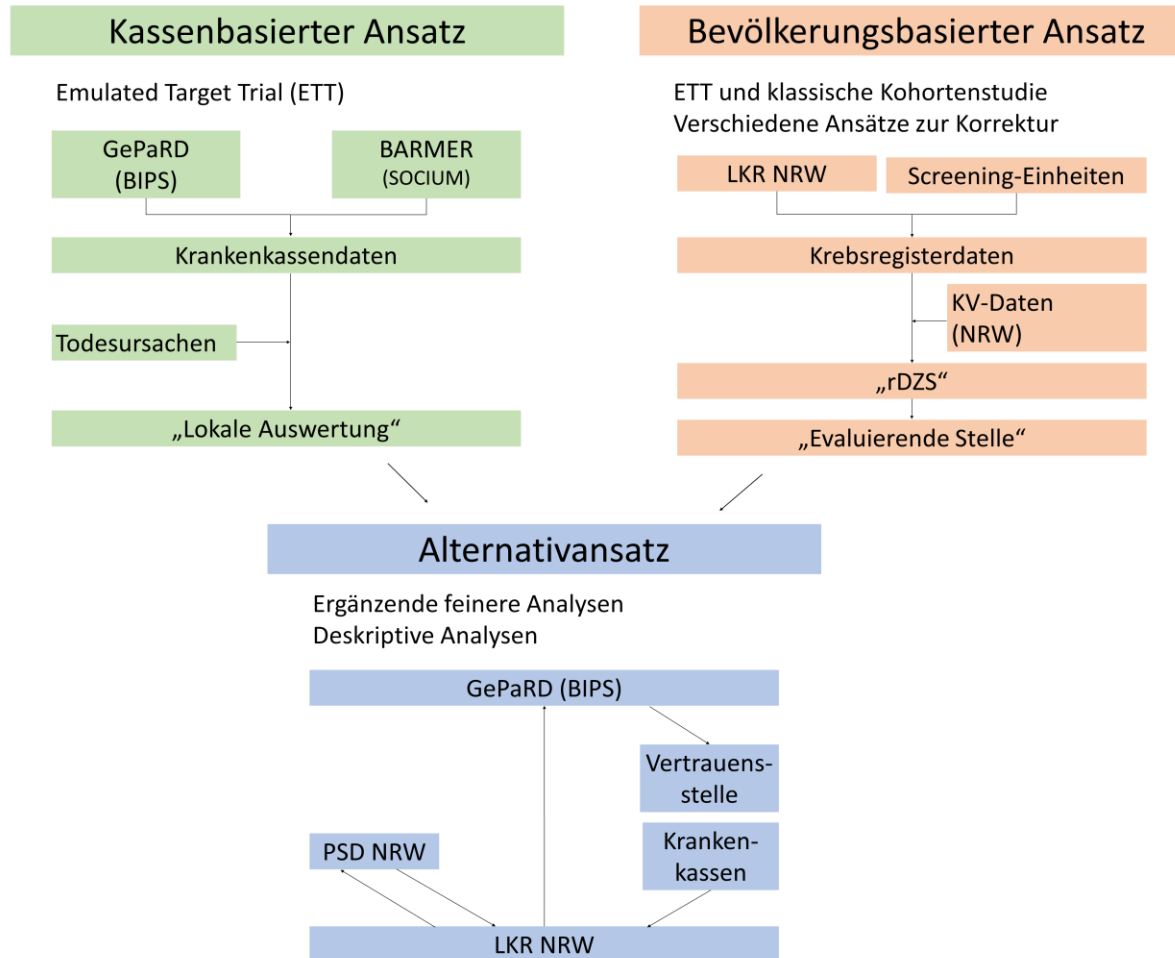 Kassenbasierter Ansatz
Emulated Target Trial (ETT)
GePaRD
(BIPS)
BARMER
(SOCIUM)
Krankenkassendaten
Todesursachen
„Lokale Auswertung“
Bevölkerungsbasierter Ansatz
ETT und klassische Kohortenstudie
Verschiedene Ansätze zur Korrektur
LKR NRW
Screening-Einheiten
Krebsregisterdaten
KV-Daten
(NRW)
„rDZS“
„Evaluierende Stelle“
Alternativansatz
Ergänzende feinere Analysen
Deskriptive Analysen
GePaRD (BIPS)
Vertrauens-
stelle
Kranken-
kassen
PSD NRW
LKR NRW